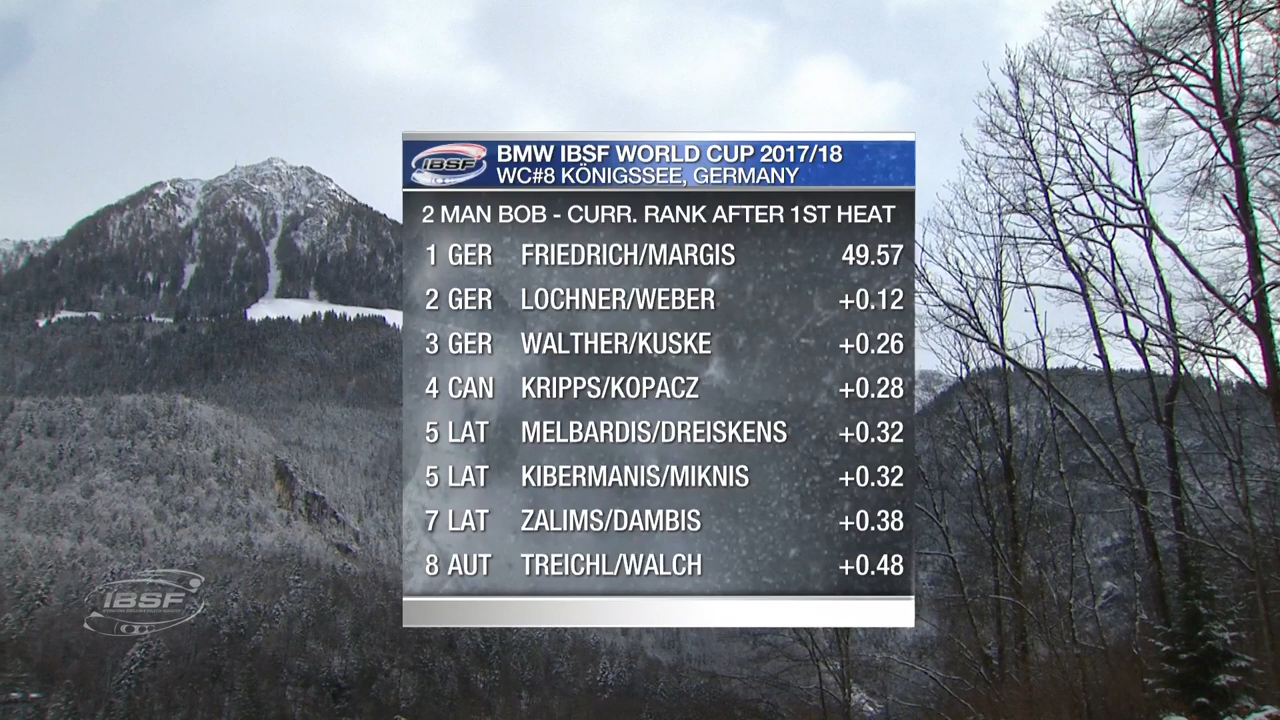 IBSF
BMW IBSF WORLD CUP 2017/18
WC#8 KÖNIGSSEE, GERMANY
2 MAN BOB - CURR. RANK AFTER 1ST HEAT
1 GER FRIEDRICH/MARGIS 49.57
2 GER LOCHNER/WEBER +0.12
3 GER WALTHER/KUSKE +0.26
4 CAN KRIPPS/KOPACZ +0.28
5 LAT MELBARDIS/DREISKENS +0.32
5 LAT KIBERMANIS/MIKNIS +0.32
7 LAT ZALIMS/DAMBIS +0.38
8 AUT TREICHL/WALCH +0.48
IBSF